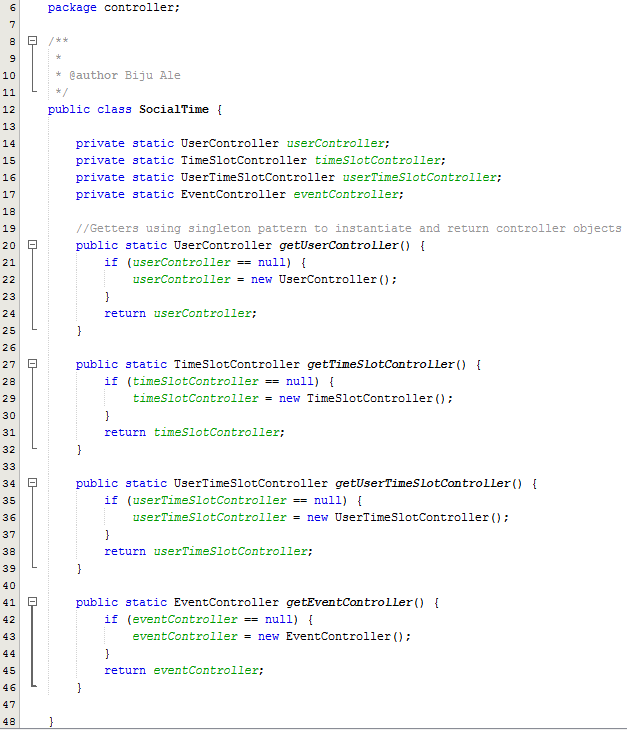 6 package controller;
7
8 /**
9 *
10 * @author Biju Ale
11 */
12 public class SocialTime {
13
14 private static UserController userController;
15 private static TimeSlotController timeSlotController;
16 private static UserTimeSlotController userTimeSlotController;
17 private static EventController eventController;
18
19 //Getters using singleton pattern to instantiate and return controller objects
20 public static UserController getUserController() {
21 if (userController == null) {
22 userController = new UserController();
23 }
24 return userController;
25 }
26
27 public static TimeSlotController getTimeSlotController() {
28 if (timeSlotController == null) {
29 timeSlotController = new TimeSlotController();
30 }
31 return timeSlotController;
32 }
33
34 public static UserTimeSlotController getUserTimeSlotController() {
35 if (userTimeSlotController == null) {
36 userTimeSlotController = new UserTimeSlotController();
37 }
38 return userTimeSlotController;
39 }
40
41 public static EventController getEventController() {
42 if (eventController == null) {
43 eventController = new EventController();
44 }
45 return eventController;
46 }
47
48 }